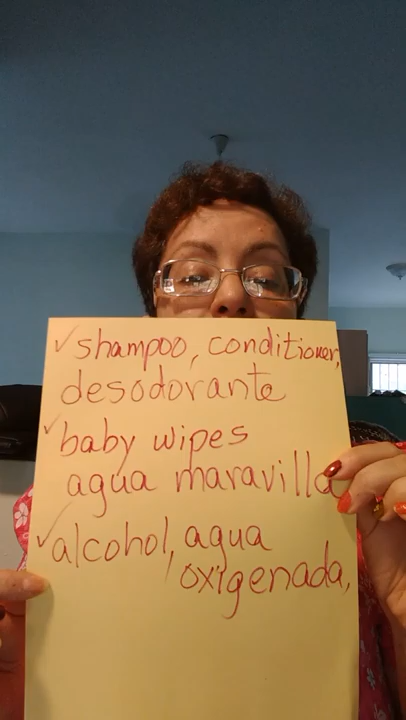 ✓shampoo, conditioner,
desodorante
✓baby wipes
agua maravilla
✓alcohol, agua
oxigenada,